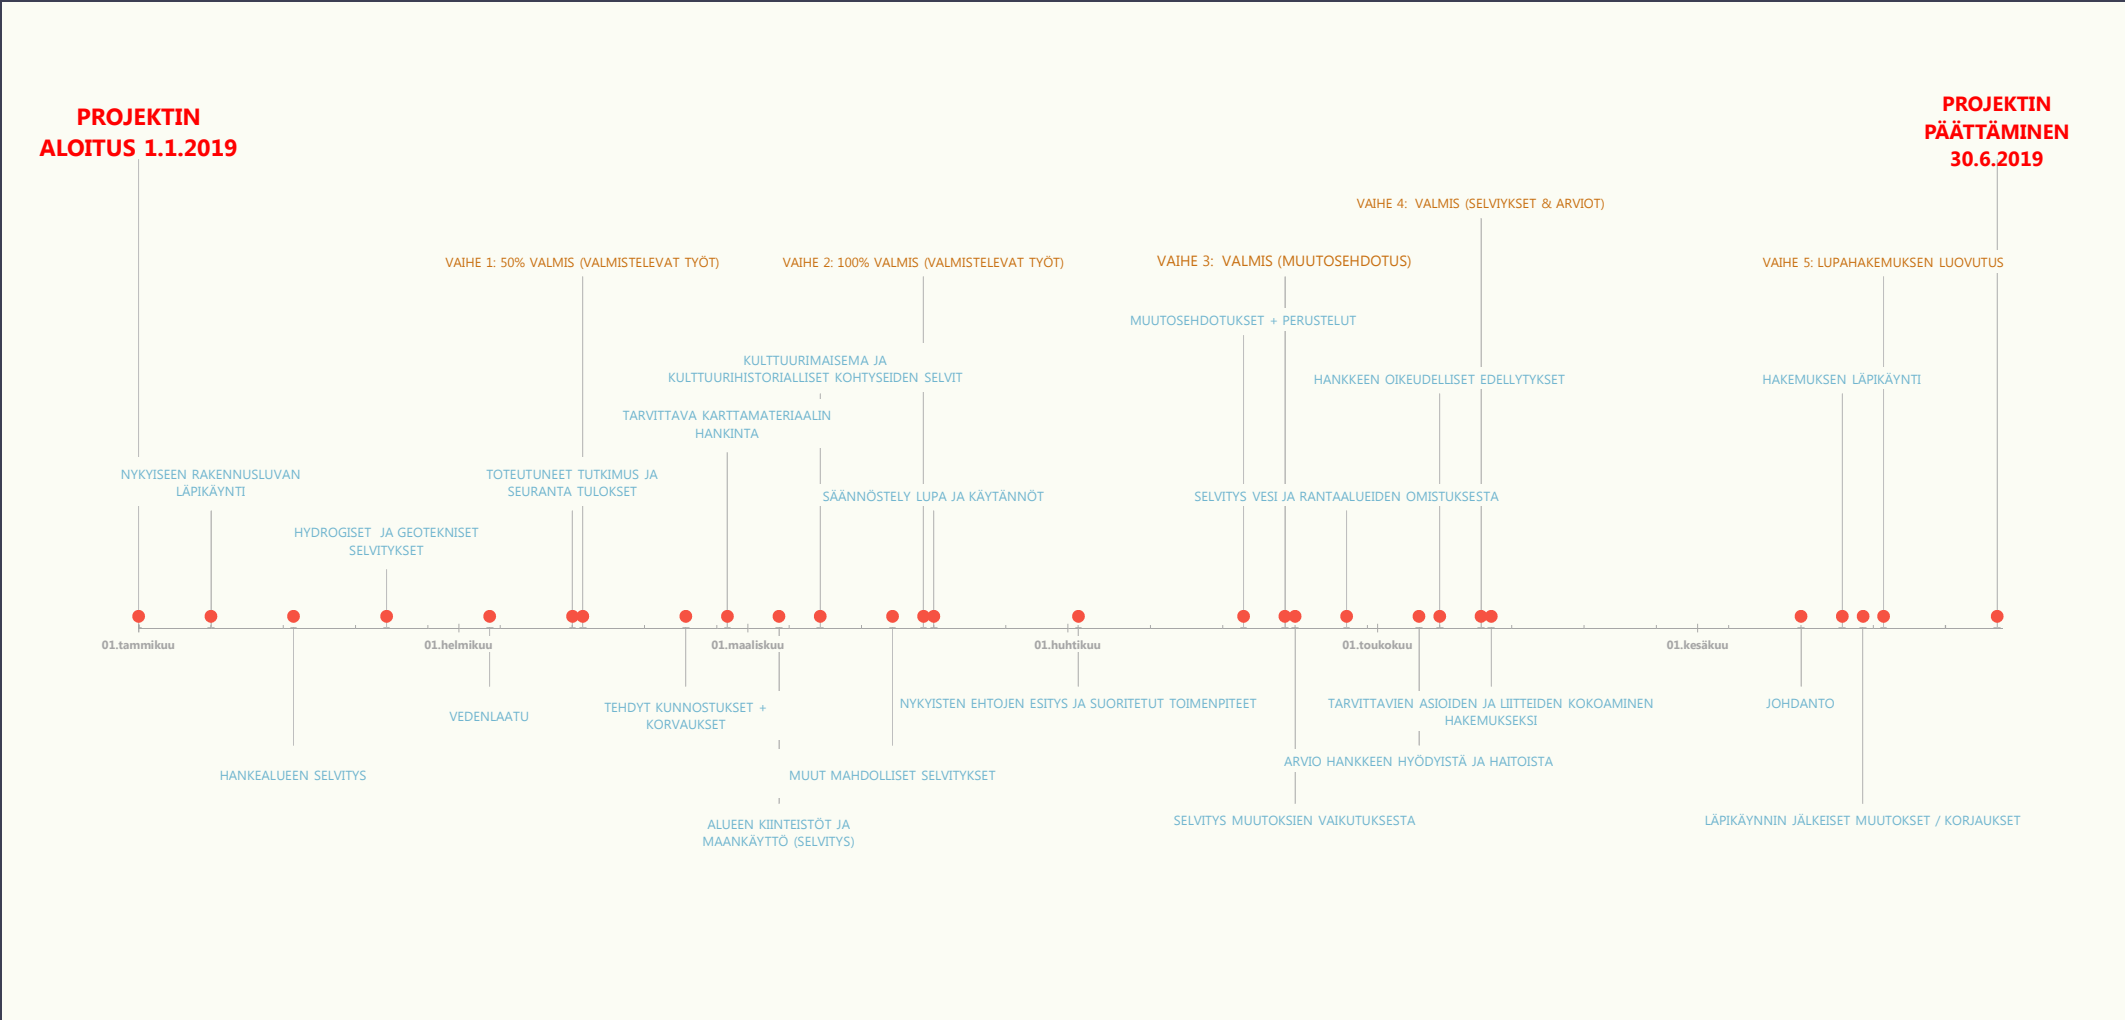 PROJEKTIN
ALOITUS 1.1.2019
PROJEKTIN
PÄÄTTÄMINEN
30.6.2019
VAIHE 4: VALMIS (SELVIYKSET & ARVIOT)
VAIHE 1: 50% VALMIS (VALMISTELEVAT TYÖT)
VAIHE 2: 100% VALMIS (VALMISTELEVAT TYÖT)
VAIHE 3: VALMIS (MUUTOSEHDOTUS)
VAIHE 5: LUPAHAKEMUKSEN LUOVUTUS
MUUTOSEHDOTUKSET + PERUSTELUT
KULTTUURIMAISEMA JA
KULTTUURIHISTORIALLISET KOHTYSEIDEN SELVIT
HANKKEEN OIKEUDELLISET EDELLYTYKSET
HAKEMUKSEN LÄPIKÄYNTI
TARVITTAVA KARTTAMATERIAALIN
HANKINTA
NYKYISEEN RAKENNUSLUVAN
LÄPIKÄYNTI
TOTEUTUNEET TUTKIMUS JA
SEURANTA TULOKSET
SÄÄNNÖSTELY LUPA JA KÄYTÄNNÖT
SELVITYS VESI JA RANTAALUEIDEN OMISTUKSESTA
HYDROGISET JA GEOTEKNISET
SELVITYKSET
01.tammikuu
01.helmikuu
01.maaliskuu
01.huhtikuu
01.toukokuu
01.kesäkuu
VEDENLAATU
TEHDYT KUNNOSTUKSET +
KORVAUKSET
NYKYISTEN EHTOJEN ESITYS JA SUORITETUT TOIMENPITEET
TARVITTAVIEN ASIOIDEN JA LIITTEIDEN KOKOAMINEN
HAKEMUKSEKSI
JOHDANTO
HANKEALUEEN SELVITYS
MUUT MAHDOLLISET SELVITYKSET
ARVIO HANKKEEN HYÖDYISTÄ JA HAITOISTA
ALUEEN KIINTEISTÖT JA
MAANKÄYTTÖ (SELVITYS)
SELVITYS MUUTOKSIEN VAIKUTUKSESTA
LÄPIKÄYNNIN JÄLKEISET MUUTOKSET / KORJAUKSET